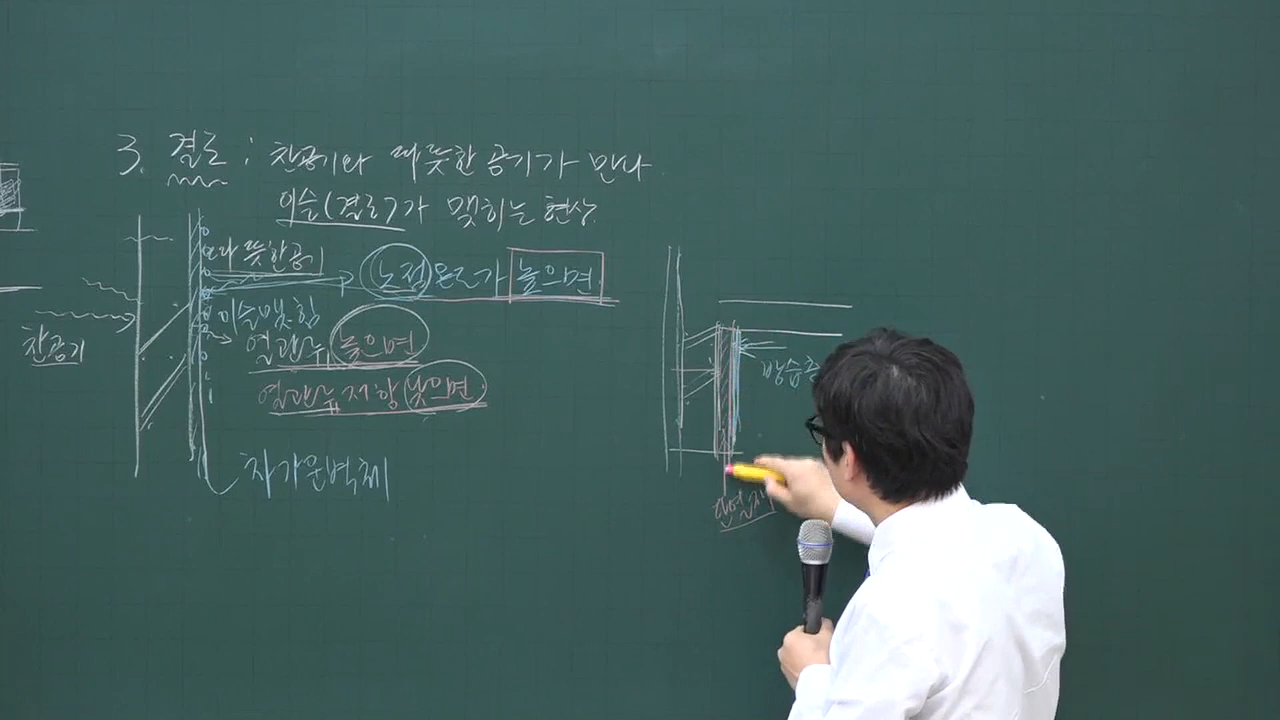 3. 결로 : 찬공기와 따뜻한 공기가 만나
이슬(결로)가 맺히는 현상
따뜻한공기
노점온도가 높으면
이슬맺힘
열관류 높으면
열관류저항 낮으면
찬공기
차가운벽체
방습층
단열재